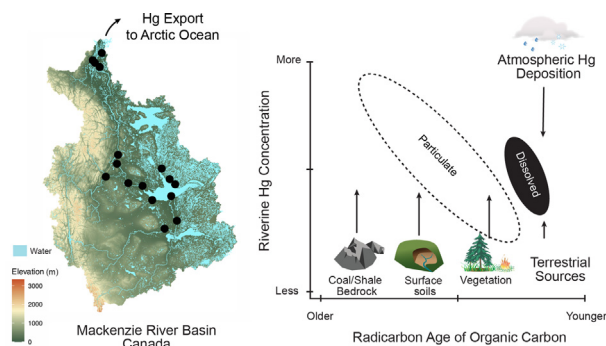 Hg Export
to Arctic Ocean
Water
Elevation (m)
3000
2000
1000
0
Mackenzie River Basin
Canada
Atmospheric Hg
Deposition
More
Riverine Hg Concentration
Less
Particulate
Dissolved
Coal/Shale
Bedrock
Surface
soils
Vegetation
Terrestrial
Sources
Older
Younger
Radicarbon Age of Organic Carbon